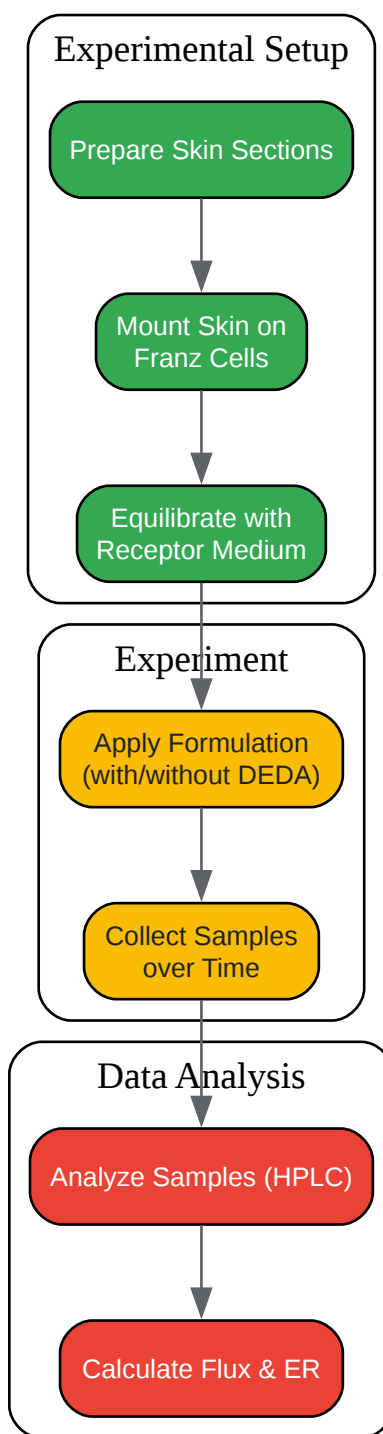 Experimental Setup
Prepare Skin Sections
Mount Skin on
Franz Cells
Equilibrate with
Receptor Medium
Experiment
Apply Formulation
(with/without DEDA)
Collect Samples
over Time
Data Analysis
Analyze Samples (HPLC)
Calculate Flux & ER